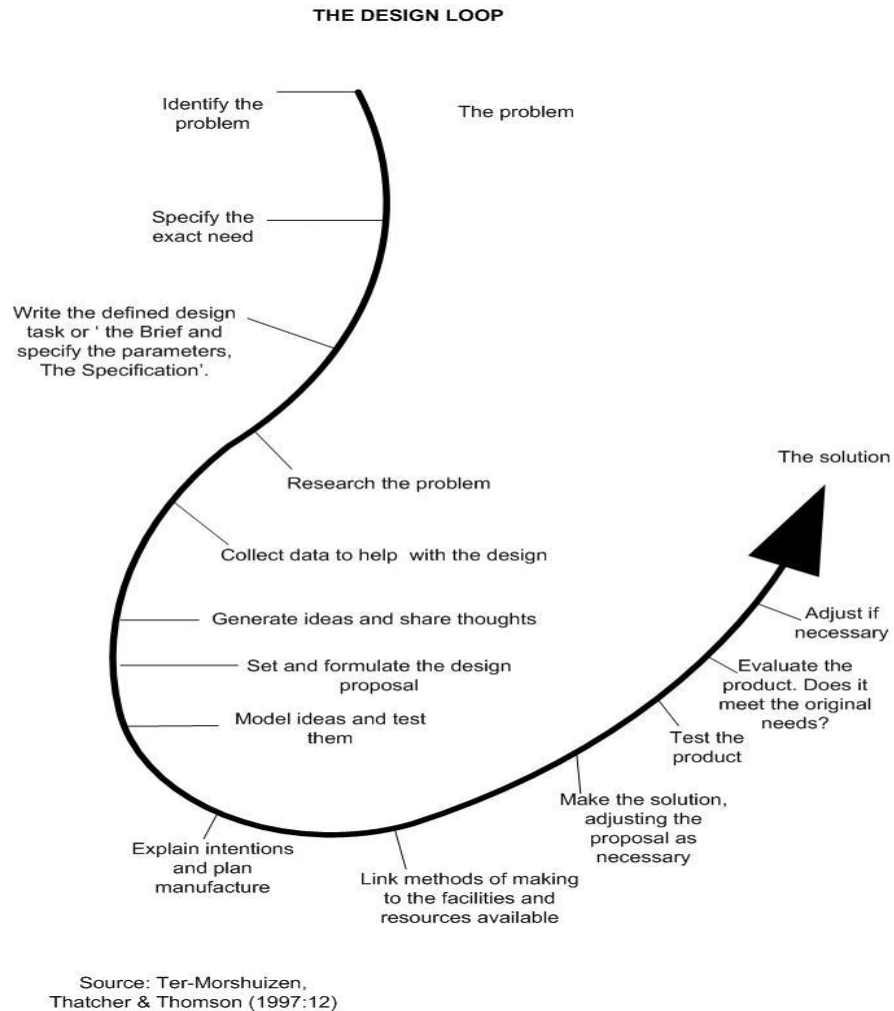 THE DESIGN LOOP
Identify the
problem
The problem
Specify the
exact need
Write the defined design
task or ‘ the Brief and
specify the parameters,
The Specification’.
Research the problem
Collect data to help with the design
Generate ideas and share thoughts
Set and formulate the design
proposal
Model ideas and test
them
Explain intentions
and plan
manufacture
Link methods of making
to the facilities and
resources available
Make the solution,
adjusting the
proposal as
necessary
Test the
product
Evaluate the
product. Does it
meet the original
needs?
Adjust if
necessary
The solution
Source: Ter-Morshuizen,
Thatcher & Thomson (1997:12)